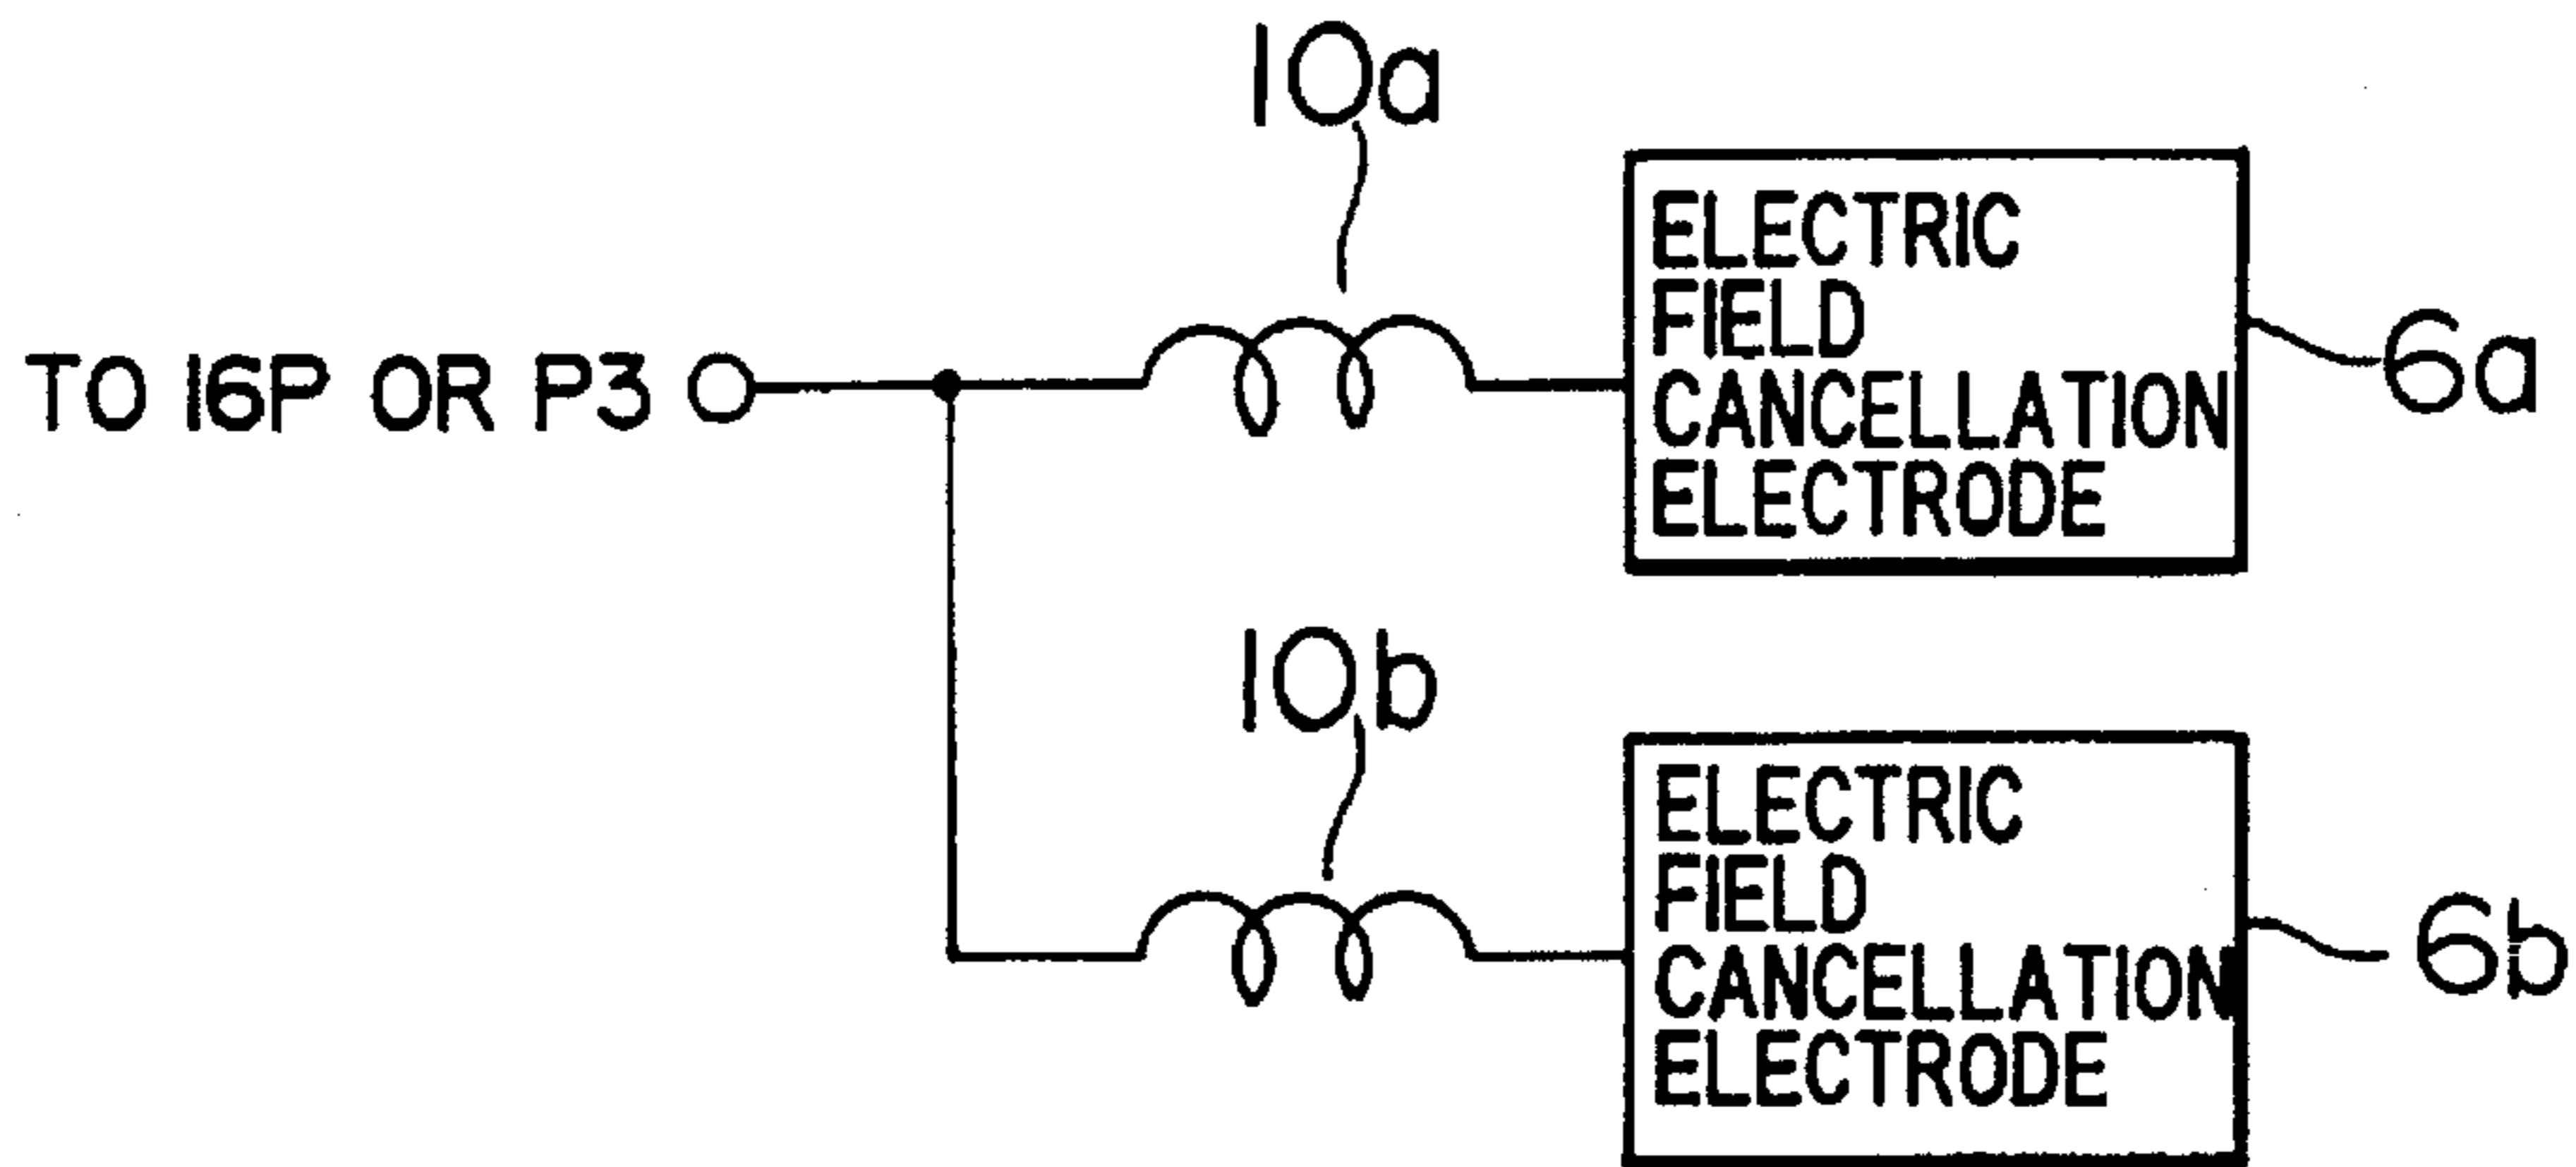 10a
ELECTRIC
FIELD
CANCELLATION
ELECTRODE
6a
TO 16P OR P3
10b
ELECTRIC
FIELD
CANCELLATION
ELECTRODE
6b